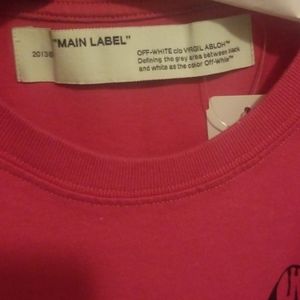 "MAIN LABEL"
2013
OFF-WHITE c/o VIRGIL ABLOH™
Defining the grey area between black
and white as the color Off-White™